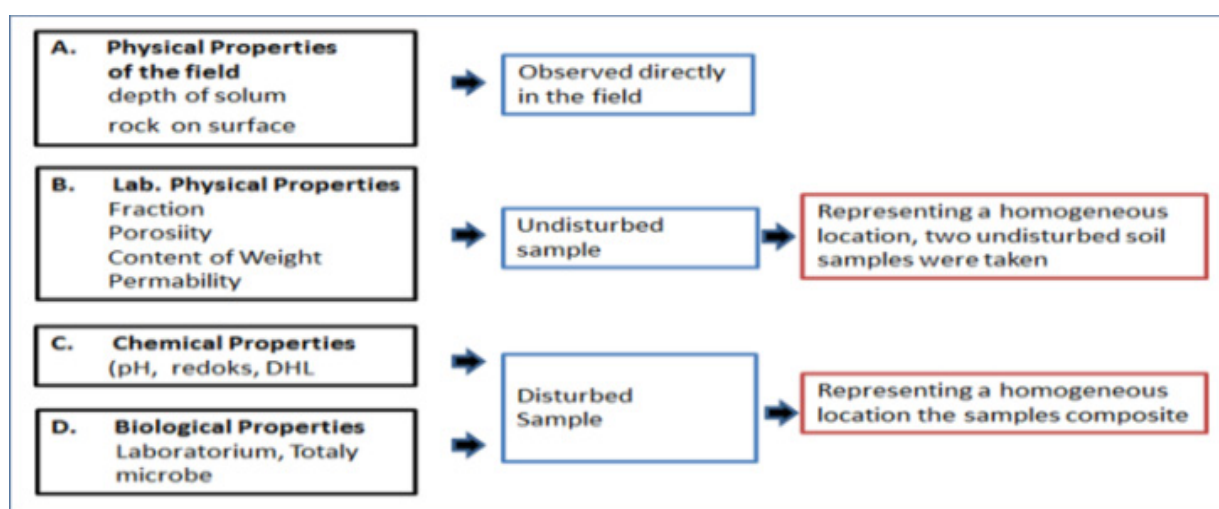 A. Physical Properties
of the field
depth of solum
rock on surface
Observed directly
in the field
B. Lab. Physical Properties
Fraction
Porosiity
Content of Weight
Permability
Undisturbed
sample
Representing a homogeneous
location, two undisturbed soil
samples were taken
C. Chemical Properties
(pH, redoks, DHL
D. Biological Properties
Laboratorium, Totaly
microbe
Disturbed
Sample
Representing a homogeneous
location the samples composite